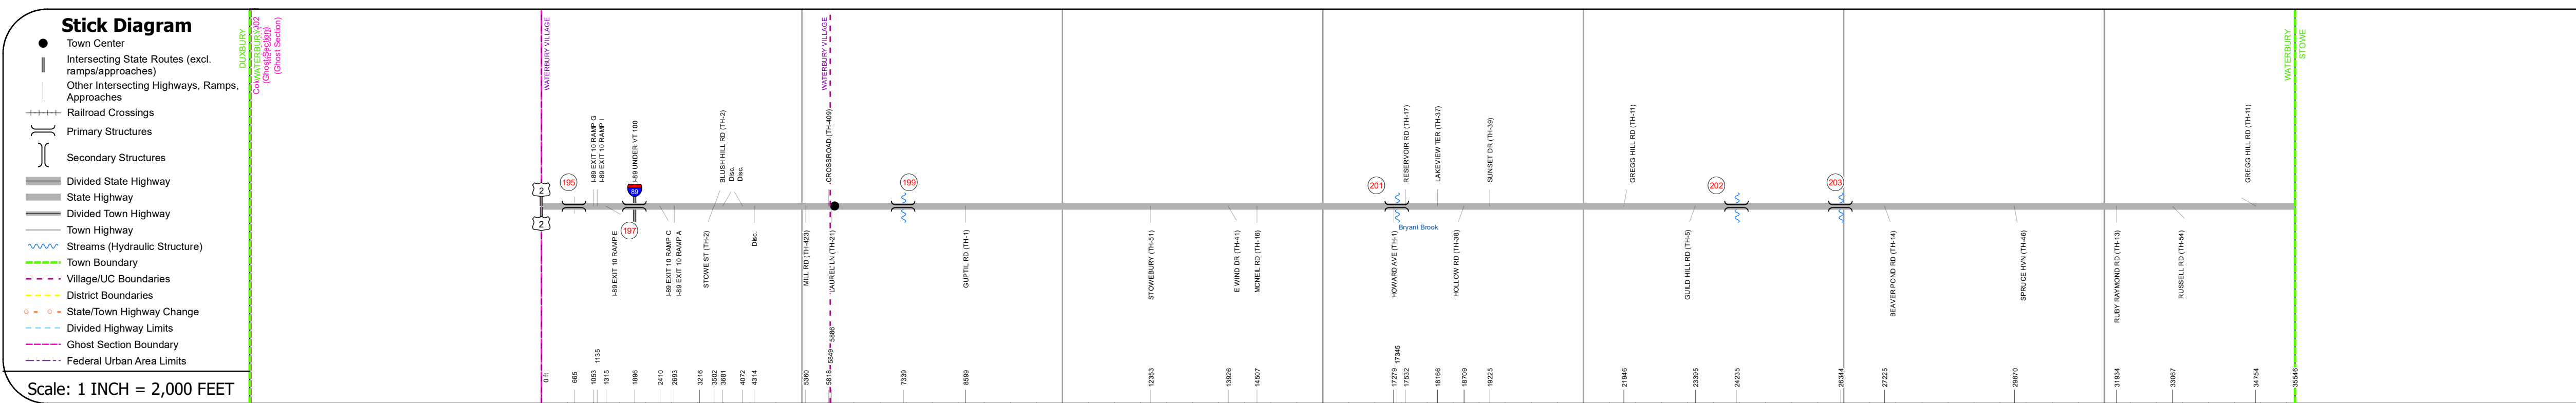 Stick Diagram
Town Center
Intersecting State Routes (excl.
ramps/approaches)
Other Intersecting Highways, Ramps,
Approaches
Railroad Crossings
Primary Structures
Secondary Structures
Divided State Highway
State Highway
Divided Town Highway
Town Highway
Streams (Hydraulic Structure)
Town Boundary
Village/UC Boundaries
District Boundaries
State/Town Highway Change
Divided Highway Limits
Ghost Section Boundary
Federal Urban Area Limits
Scale: 1 INCH = 2,000 FEET
DUXBURY
WATERBURY
(Ghost Section)
(Ghost Section)
WATERBURY VILLAGE
WATERBURY VILLAGE
WATERBURY
STOWE
I-89 EXIT 10 RAMP G
I-89 EXIT 10 RAMP I
I-89 UNDER VT 100
BLUSH HILL RD (TH-2)
Disc.
Disc.
CROSSROAD (TH-409)
RESERVOIR RD (TH-17)
LAKEVIEW TER (TH-37)
SUNSET DR (TH-39)
GREGG HILL RD (TH-11)
GREGG HILL RD (TH-11)
2
2
195
89
197
199
201
202
203
Bryant Brook
I-89 EXIT 10 RAMP E
I-89 EXIT 10 RAMP C
I-89 EXIT 10 RAMP A
STOWE ST (TH-2)
Disc.
MILL RD (TH-423)
LAUREL LN (TH-21)
GUPTIL RD (TH-1)
STOWEBURY (TH-51)
E WIND DR (TH-41)
MCNEIL RD (TH-16)
HOWARD AVE (TH-1)
HOLLOW RD (TH-38)
GUILD HILL RD (TH-5)
BEAVER POND RD (TH-14)
SPRUCE HVN (TH-46)
RUBY RAYMOND RD (TH-13)
RUSSELL RD (TH-54)
0 ft
665
1053
1135
1315
1896
2410
2693
3216
3502
3681
4072
4314
5360
5818
5849
5886
7339
8599
12353
13926
14507
17279
17345
17532
18166
18709
19225
21946
23395
24235
26344
27225
29870
31934
33067
34754
35546